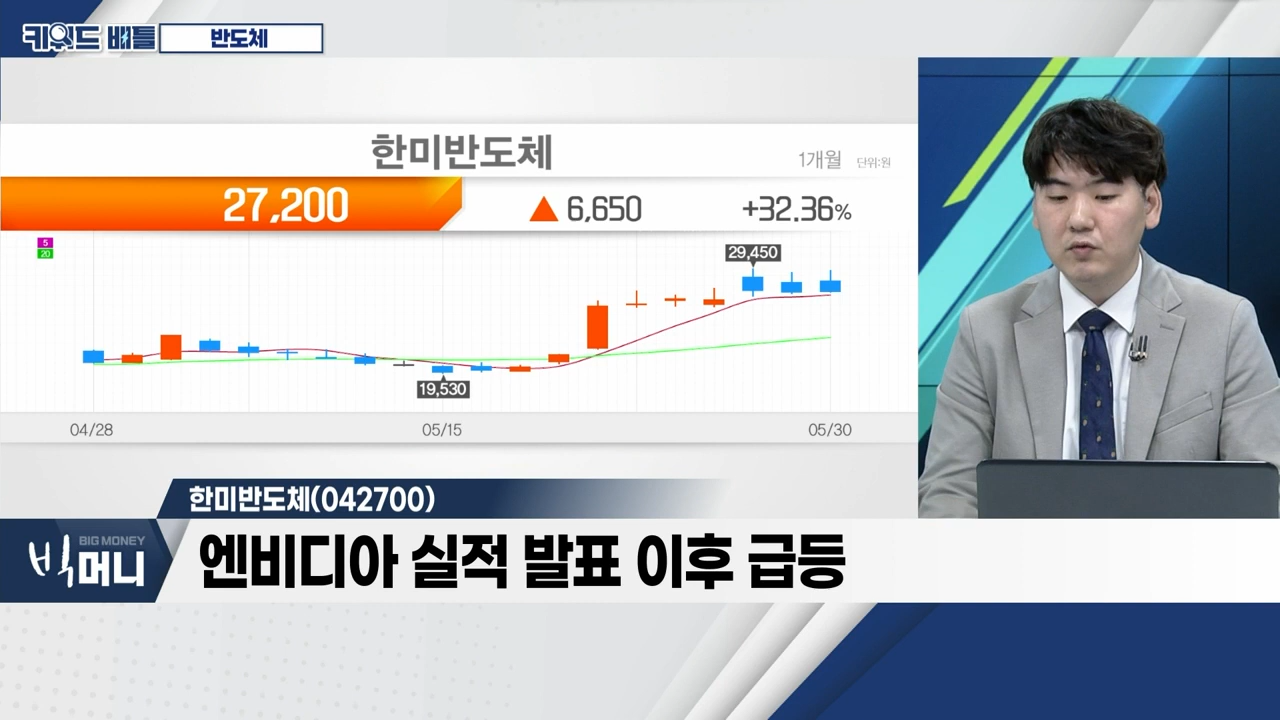 키워드 배틀
반도체
한미반도체
1개월 단위:원
27,200 ▲ 6,650 +32.36%
5
20
29,450
19,530
04/28 05/15 05/30
한미반도체(042700)
빅머니 BIG MONEY
엔비디아 실적 발표 이후 급등